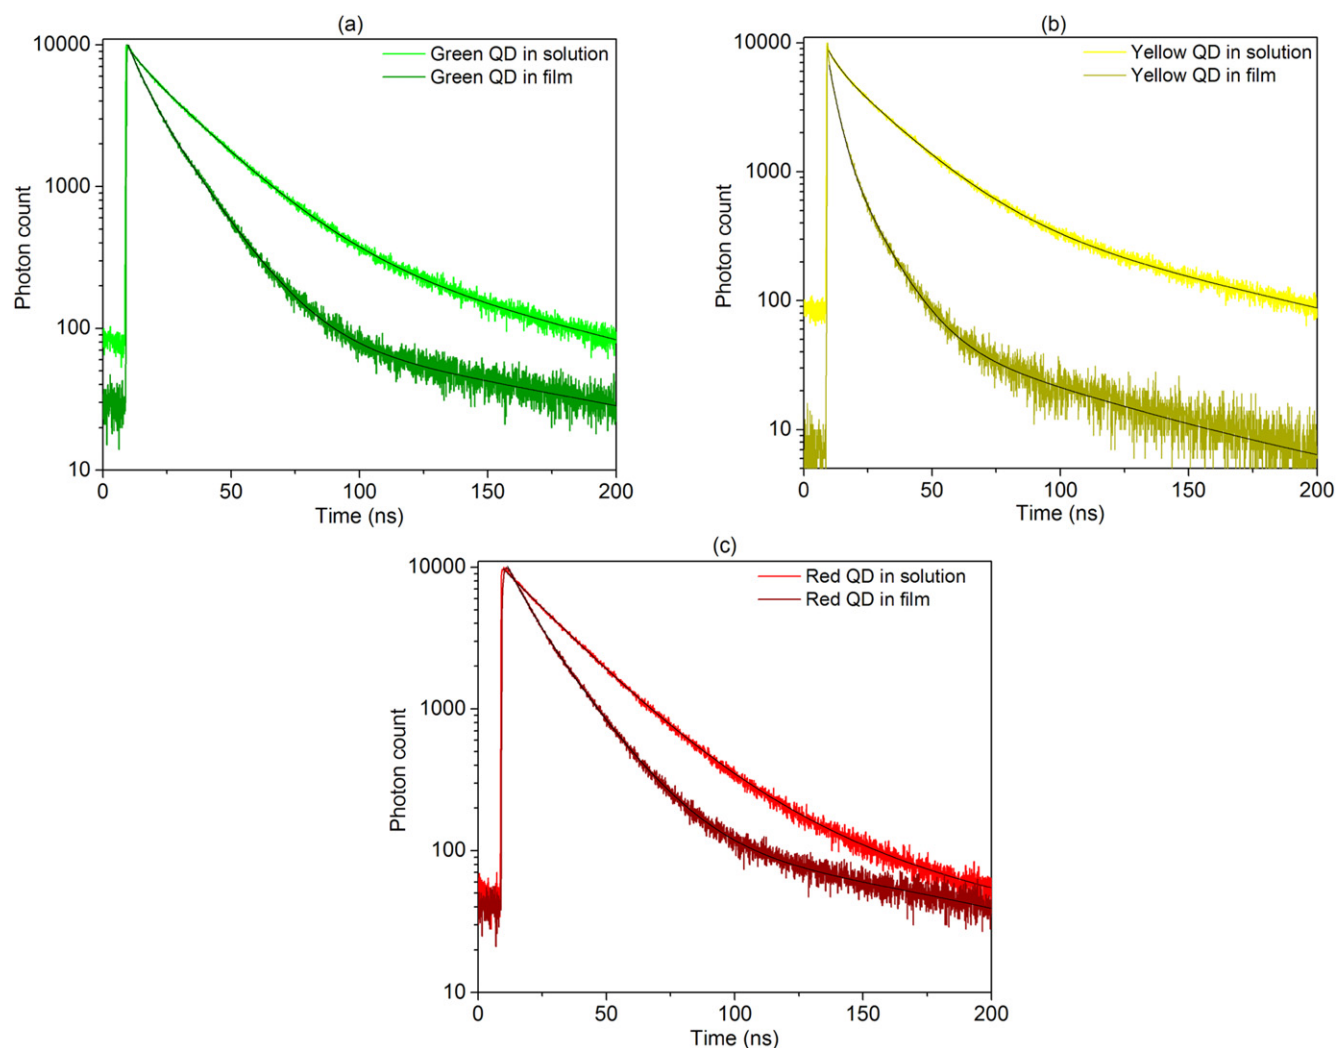 (a)
Green QD in solution
Green QD in film
10000
1000
100
10
Photon count
0 50 100 150 200
Time (ns)
(b)
Yellow QD in solution
Yellow QD in film
10000
1000
100
10
Photon count
0 50 100 150 200
Time (ns)
(c)
Red QD in solution
Red QD in film
10000
1000
100
10
Photon count
0 50 100 150 200
Time (ns)